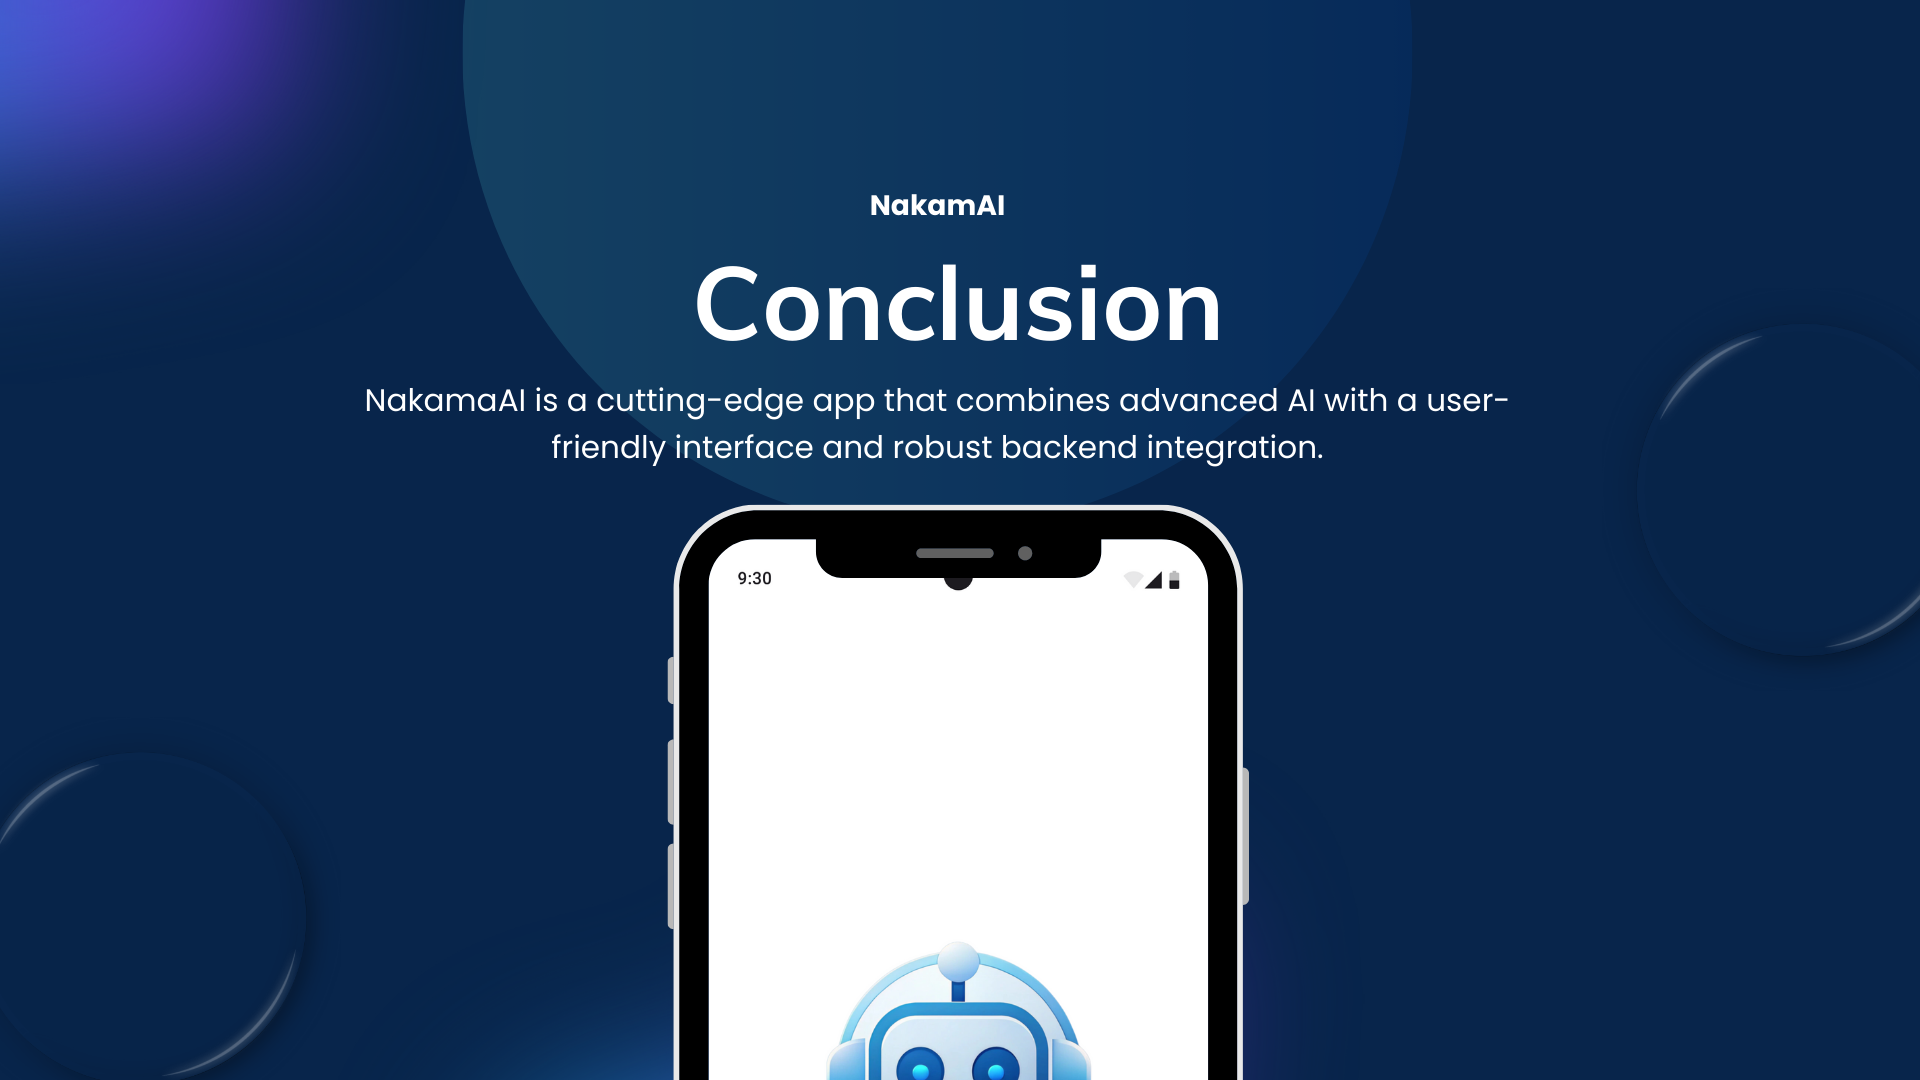 NakamAI
Conclusion
NakamaAI is a cutting-edge app that combines advanced AI with a user-
friendly interface and robust backend integration.
9:30